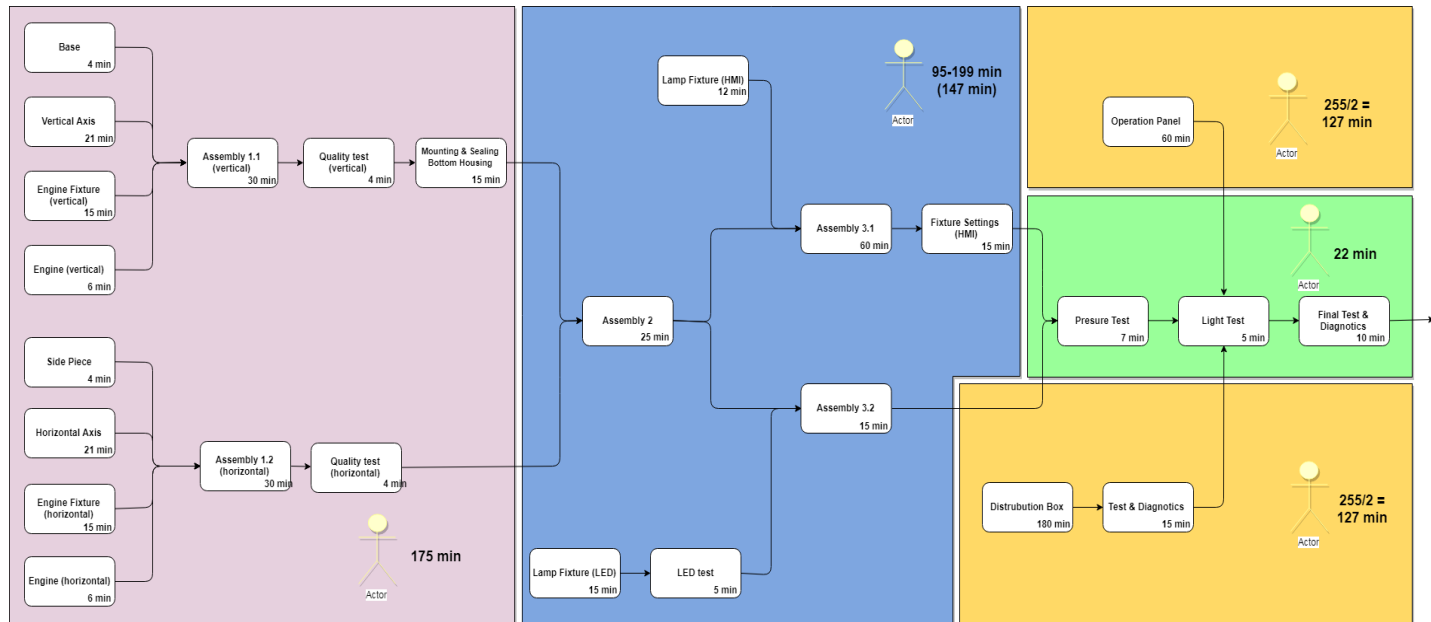 Base
4 min
Vertical Axis
21 min
Engine Fixture
(vertical)
15 min
Engine (vertical)
6 min
Assembly 1.1
(vertical)
30 min
Quality test
(vertical)
4 min
Mounting & Sealing
Bottom Housing
15 min
Side Piece
4 min
Horizontal Axis
21 min
Engine Fixture
(horizontal)
15 min
Engine (horizontal)
6 min
Assembly 1.2
(horizontal)
30 min
Quality test
(horizontal)
4 min
Actor
175 min
Lamp Fixture (HMI)
12 min
Actor
95-199 min
(147 min)
Assembly 3.1
60 min
Fixture Settings
(HMI)
15 min
Assembly 2
25 min
Assembly 3.2
15 min
Lamp Fixture (LED)
15 min
LED test
5 min
Operation Panel
60 min
Actor
255/2 =
127 min
Actor
22 min
Presure Test
7 min
Light Test
5 min
Final Test &
Diagnotics
10 min
Distrubution Box
180 min
Test & Diagnotics
15 min
Actor
255/2 =
127 min